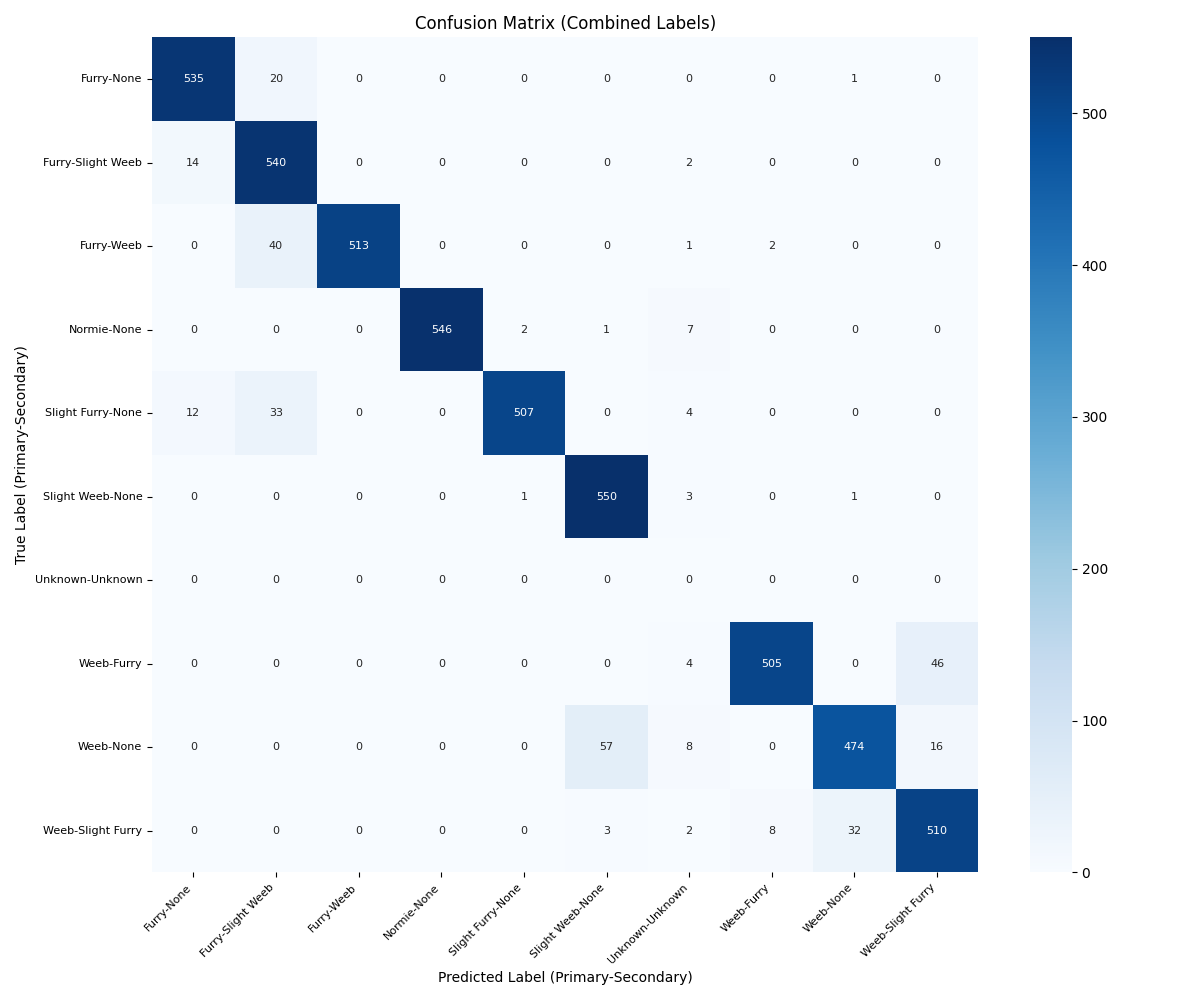 Confusion Matrix (Combined Labels)
True Label (Primary-Secondary)
Furry-None 535 20 0 0 0 0 0 0 1 0
Furry-Slight Weeb 14 540 0 0 0 0 2 0 0 0
Furry-Weeb 0 40 513 0 0 0 1 2 0 0
Normie-None 0 0 0 546 2 1 7 0 0 0
Slight Furry-None 12 33 0 0 507 0 4 0 0 0
Slight Weeb-None 0 0 0 0 1 550 3 0 1 0
Unknown-Unknown 0 0 0 0 0 0 0 0 0 0
Weeb-Furry 0 0 0 0 0 0 4 505 0 46
Weeb-None 0 0 0 0 0 57 8 0 474 16
Weeb-Slight Furry 0 0 0 0 0 3 2 8 32 510
Furry-None
Furry-Slight Weeb
Furry-Weeb
Normie-None
Slight Furry-None
Slight Weeb-None
Unknown-Unknown
Weeb-Furry
Weeb-None
Weeb-Slight Furry
Predicted Label (Primary-Secondary)
500
400
300
200
100
0